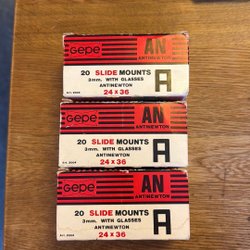 Gepe
AN
ANTINEWTON
20 SLIDE MOUNTS
3mm. WITH GLASSES
ANTINEWTON
24 x 36
A
Gepe
AN
ANTINEWTON
20 SLIDE MOUNTS
3mm. WITH GLASSES
ANTINEWTON
24 x 36
A
Gepe
AN
ANTINEWTON
20 SLIDE MOUNTS
3mm. WITH GLASSES
ANTINEWTON
24 x 36
A